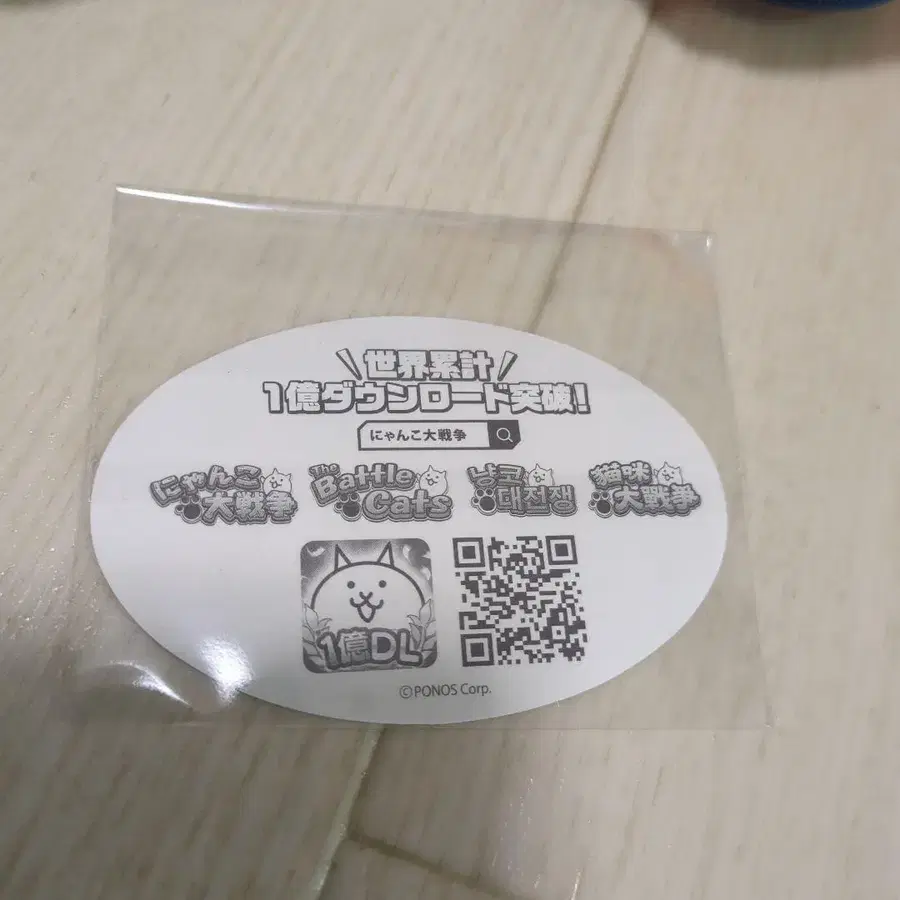 世界累計
1億ダウンロード突破!
にゃんこ大戦争
にゃんこ大戦争
The Battle Cats
냥코대전쟁
貓咪大戰爭
1億DL
©PONOS Corp.